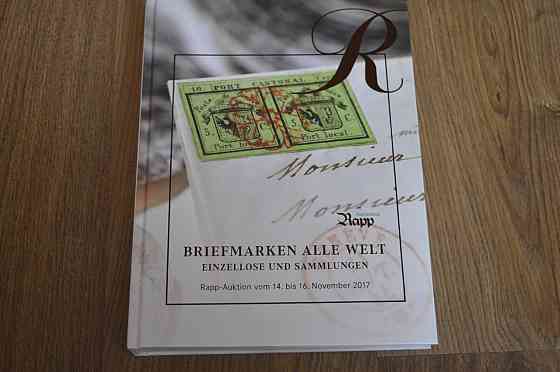 R
10 PORT CANTONAL
5 C 5 C
Port local Port local
Monsieur
Monsieur
Rapp
BRIEFMARKEN ALLE WELT
EINZELLOSE UND SAMMLUNGEN
Rapp-Auktion vom 14. bis 16. November 2017